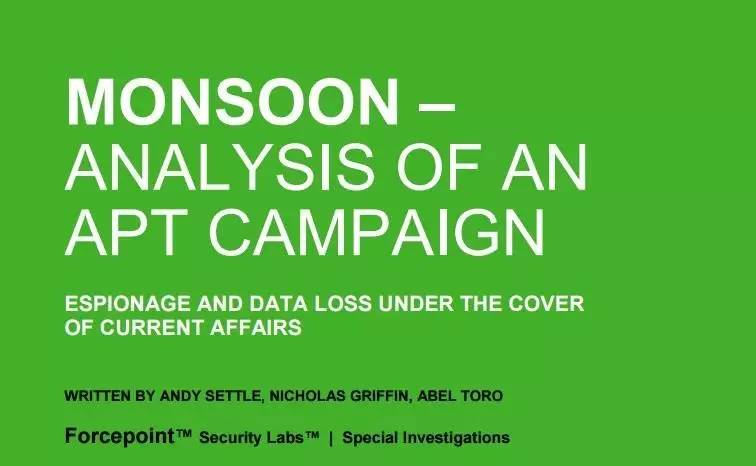 MONSOON –
ANALYSIS OF AN
APT CAMPAIGN
ESPIONAGE AND DATA LOSS UNDER THE COVER
OF CURRENT AFFAIRS
WRITTEN BY ANDY SETTLE, NICHOLAS GRIFFIN, ABEL TORO
Forcepoint™ Security Labs™ | Special Investigations